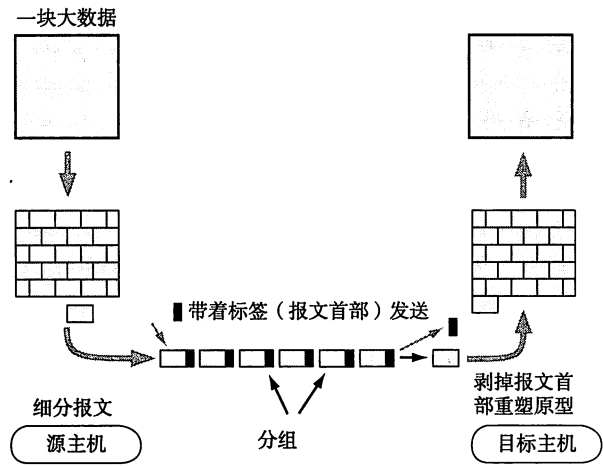 一块大数据
带着标签（报文首部）发送
细分报文
源主机
分组
剥掉报文首
部重塑原型
目标主机